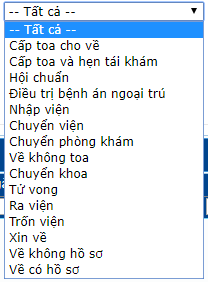 -- Tất cả --
-- Tất cả --
Cấp toa cho về
Cấp toa và hẹn tái khám
Hội chuẩn
Điều trị bệnh án ngoại trú
Nhập viện
Chuyển viện
Chuyển phòng khám
Về không toa
Chuyển khoa
Tử vong
Ra viện
Trốn viện
Xin về
Về không hồ sơ
Về có hồ sơ